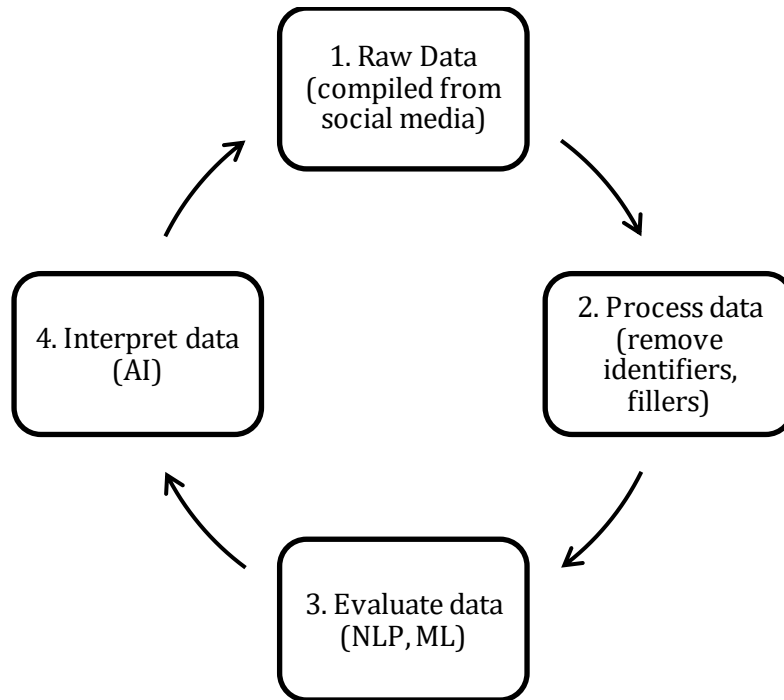 1. Raw Data
(compiled from
social media)
2. Process data
(remove
identifiers,
fillers)
3. Evaluate data
(NLP, ML)
4. Interpret data
(AI)